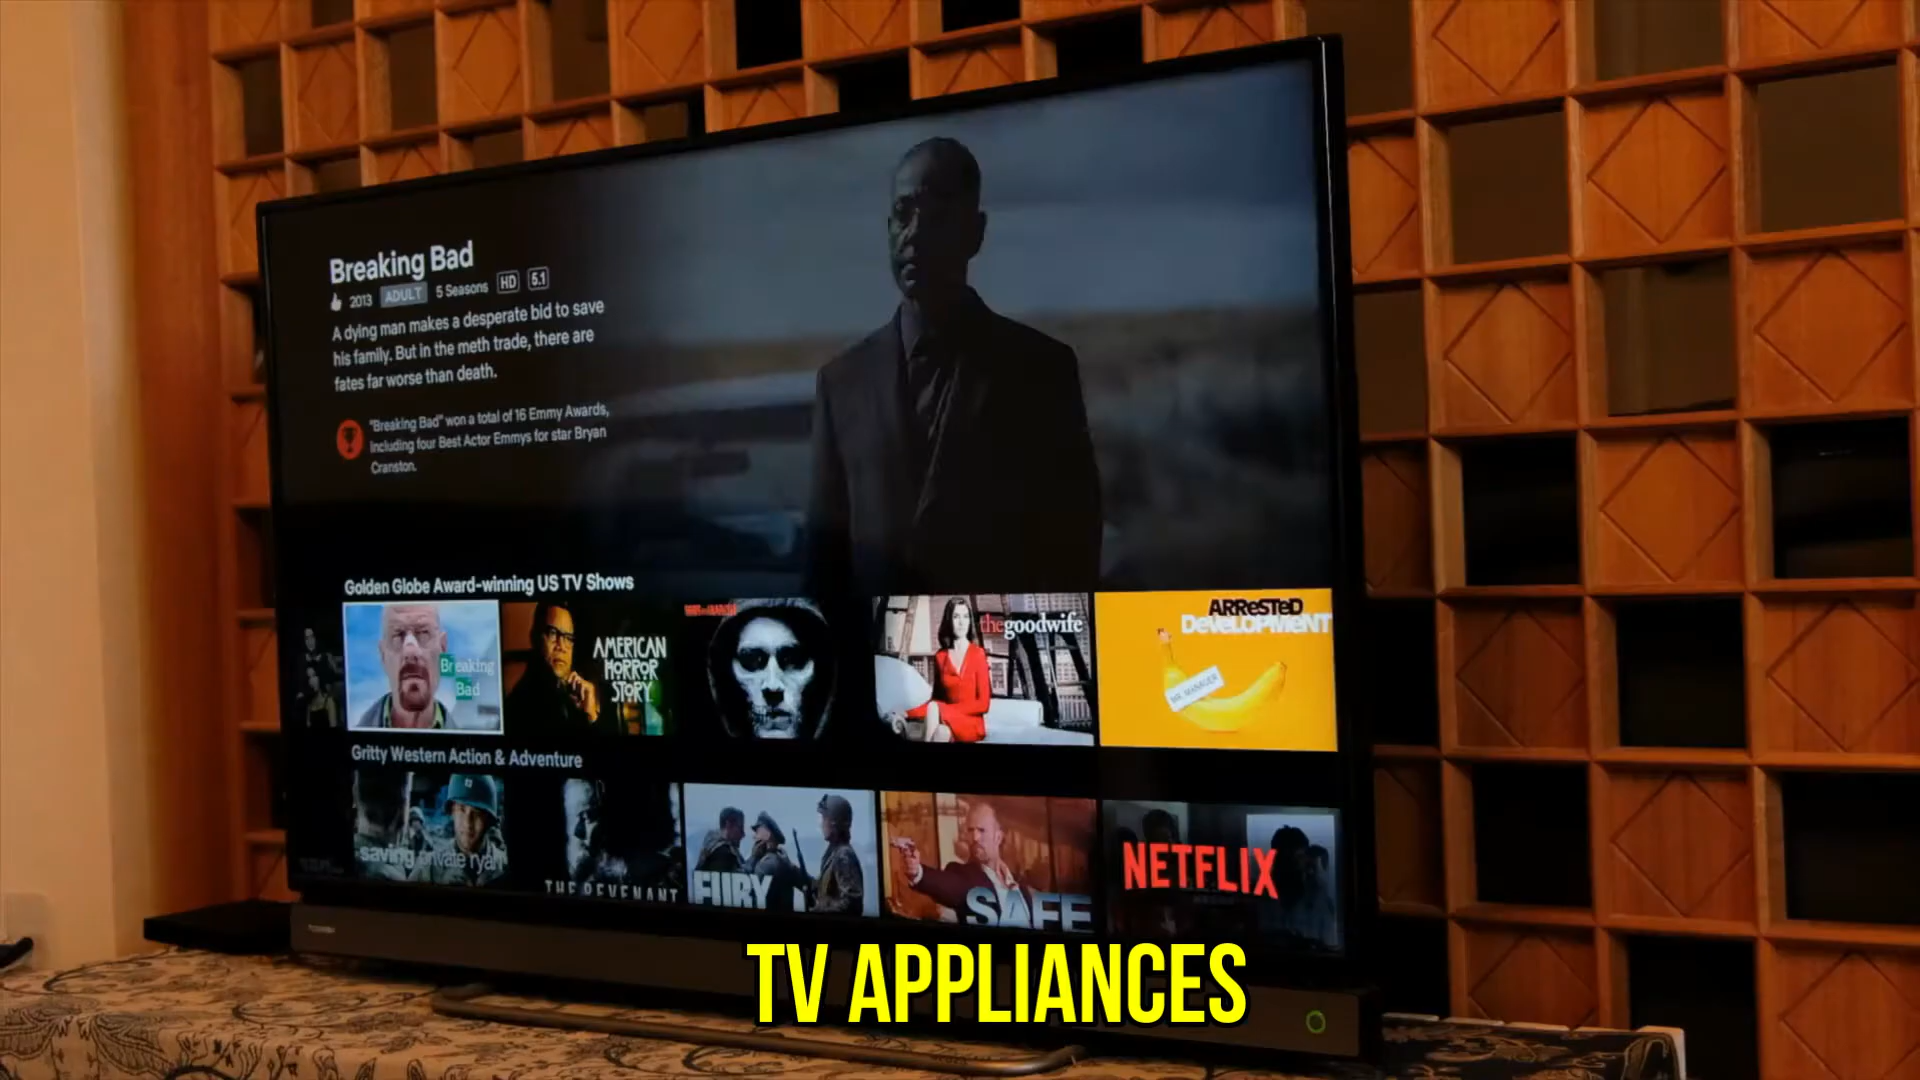 Breaking Bad
2013 ADULT 5 Seasons HD 5.1
A dying man makes a desperate bid to save
his family. But in the meth trade, there are
fates far worse than death.
"Breaking Bad" won a total of 16 Emmy Awards,
including four Best Actor Emmys for star Bryan
Cranston.
Golden Globe Award-winning US TV Shows
Breaking
Bad
AMERICAN
HORROR
STORY
thegoodwife
ARReSTeD
DeveLOPMeNT
MR. MANAGER
Gritty Western Action & Adventure
saving private ryan
THE REVENANT
FURY
SAFE
NETFLIX
TOSHIBA
TV APPLIANCES